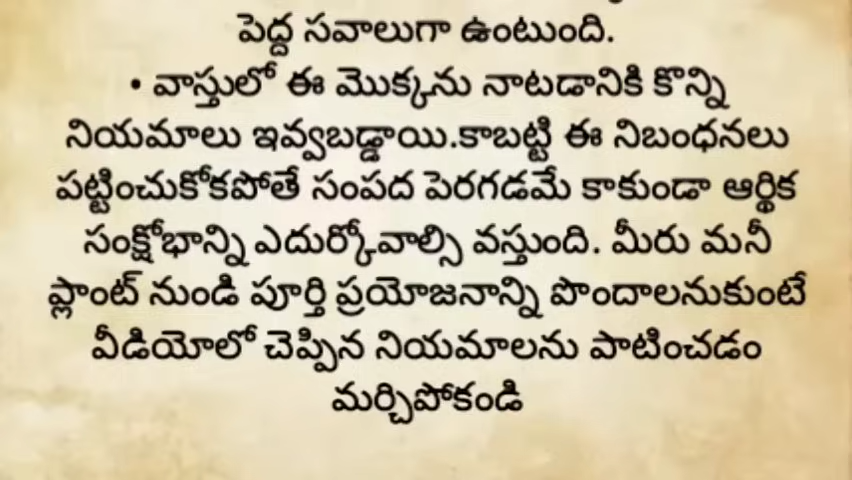 పెద్ద సవాలుగా ఉంటుంది.
• వాస్తులో ఈ మొక్కను నాటడానికి కొన్ని
నియమాలు ఇవ్వబడ్డాయి.కాబట్టి ఈ నిబంధనలు
పట్టించుకోకపోతే సంపద పెరగడమే కాకుండా ఆర్థిక
సంక్షోభాన్ని ఎదుర్కోవాల్సి వస్తుంది. మీరు మనీ
ప్లాంట్ నుండి పూర్తి ప్రయోజనాన్ని పొందాలనుకుంటే
వీడియోలో చెప్పిన నియమాలను పాటించడం
మర్చిపోకండి